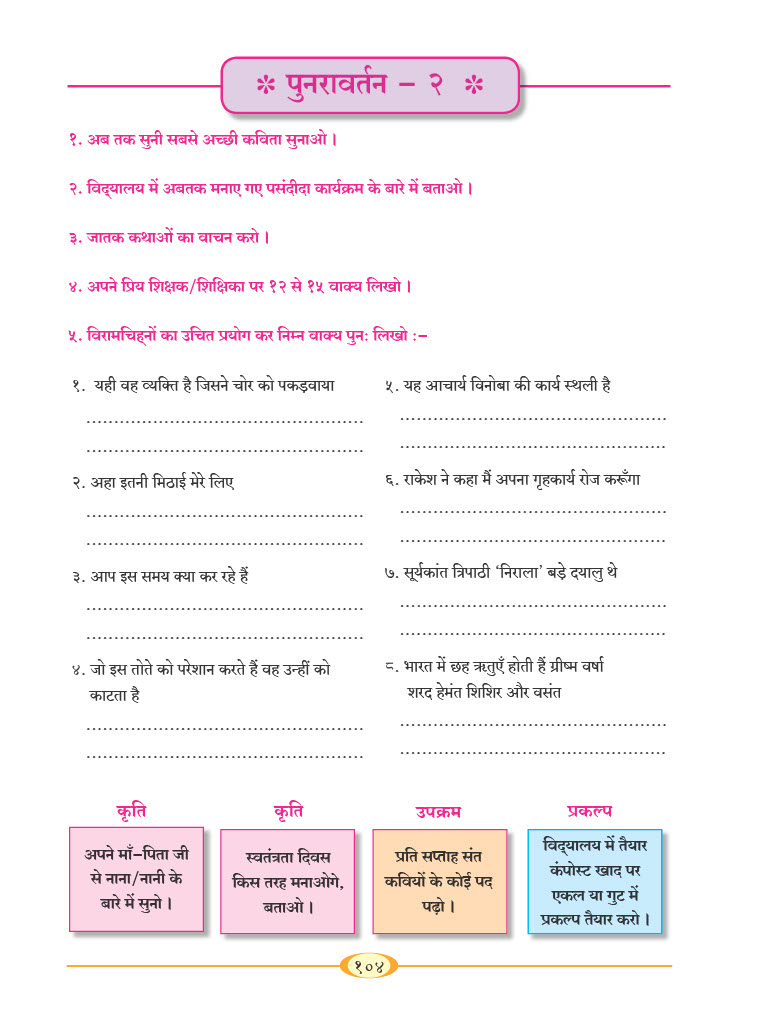 ✽ पुनरावर्तन – २ ✽
१. अब तक सुनी सबसे अच्छी कविता सुनाओ ।
२. विद्‌यालय में अबतक मनाए गए पसंदीदा कार्यक्रम के बारे में बताओ ।
३. जातक कथाओं का वाचन करो ।
४. अपने प्रिय शिक्षक/शिक्षिका पर १२ से १५ वाक्य लिखो ।
५. विरामचिह्‌नों का उचित प्रयोग कर निम्न वाक्य पुनः लिखो :–
१. यही वह व्यक्ति है जिसने चोर को पकड़वाया
..................................................
..................................................
२. अहा इतनी मिठाई मेरे लिए
..................................................
..................................................
३. आप इस समय क्या कर रहे हैं
..................................................
..................................................
४. जो इस तोते को परेशान करते हैं वह उन्हीं को
काटता है
..................................................
..................................................
५. यह आचार्य विनोबा की कार्य स्थली है
................................................
................................................
६. राकेश ने कहा मैं अपना गृहकार्य रोज करूँगा
................................................
................................................
७. सूर्यकांत त्रिपाठी ‘निराला’ बड़े दयालु थे
................................................
................................................
८. भारत में छह ऋतुएँ होती हैं ग्रीष्म वर्षा
शरद हेमंत शिशिर और वसंत
................................................
................................................
कृति
अपने माँ–पिता जी
से नाना/नानी के
बारे में सुनो ।
कृति
स्वतंत्रता दिवस
किस तरह मनाओगे,
बताओ ।
उपक्रम
प्रति सप्ताह संत
कवियों के कोई पद
पढ़ो ।
प्रकल्प
विद्‌यालय में तैयार
कंपोस्ट खाद पर
एकल या गुट में
प्रकल्प तैयार करो ।
१०४